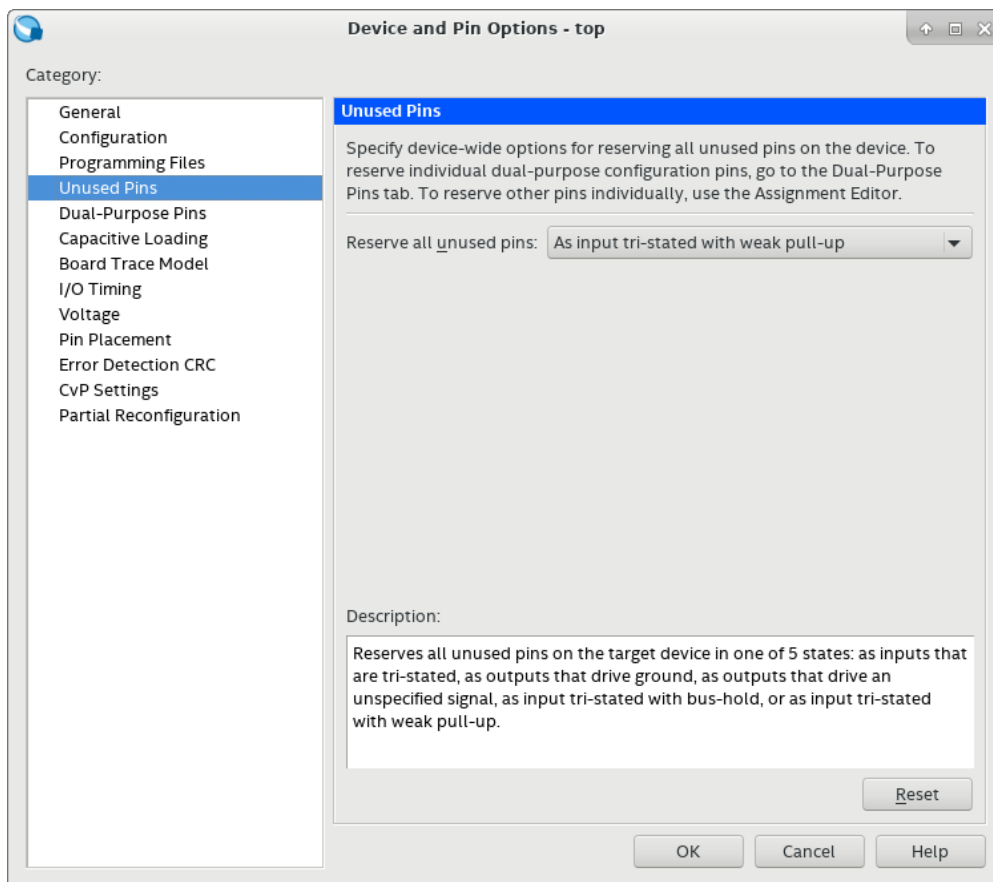 Device and Pin Options - top
Category:
General
Configuration
Programming Files
Unused Pins
Dual-Purpose Pins
Capacitive Loading
Board Trace Model
I/O Timing
Voltage
Pin Placement
Error Detection CRC
CvP Settings
Partial Reconfiguration
Unused Pins
Specify device-wide options for reserving all unused pins on the device. To
reserve individual dual-purpose configuration pins, go to the Dual-Purpose
Pins tab. To reserve other pins individually, use the Assignment Editor.
Reserve all unused pins: As input tri-stated with weak pull-up
Description:
Reserves all unused pins on the target device in one of 5 states: as inputs that
are tri-stated, as outputs that drive ground, as outputs that drive an
unspecified signal, as input tri-stated with bus-hold, or as input tri-stated
with weak pull-up.
Reset
OK Cancel Help